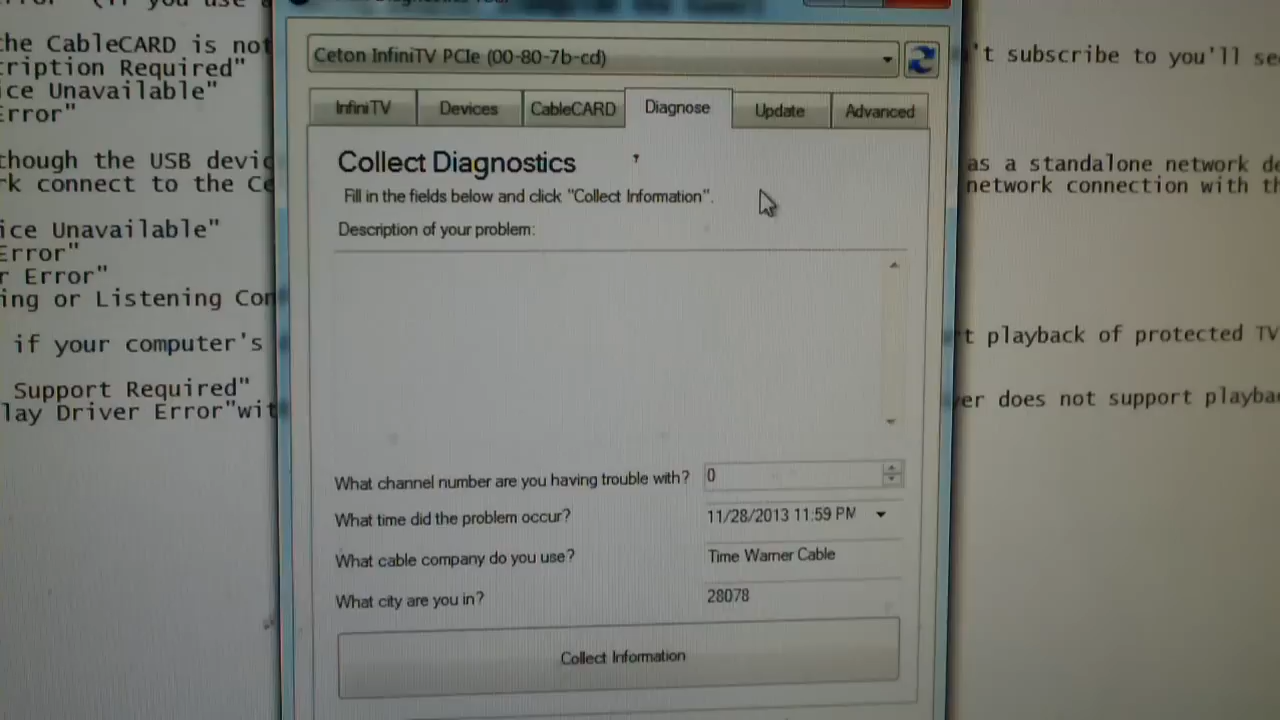 the CableCARD is not
't subscribe to you'll see
cription Required"
ice Unavailable"
Error"
though the USB devic
as a standalone network de
rk connect to the Ce
network connection with th
ice Unavailable"
Error"
r Error"
ing or Listening Con
if your computer's
t playback of protected TV
Support Required"
lay Driver Error"wit
er does not support playba
Ceton InfiniTV PCIe (00-80-7b-cd)
InfiniTV
Devices
CableCARD
Diagnose
Update
Advanced
Collect Diagnostics
Fill in the fields below and click "Collect Information".
Description of your problem:
What channel number are you having trouble with?
0
What time did the problem occur?
11/28/2013 11:59 PM
What cable company do you use?
Time Warner Cable
What city are you in?
28078
Collect Information